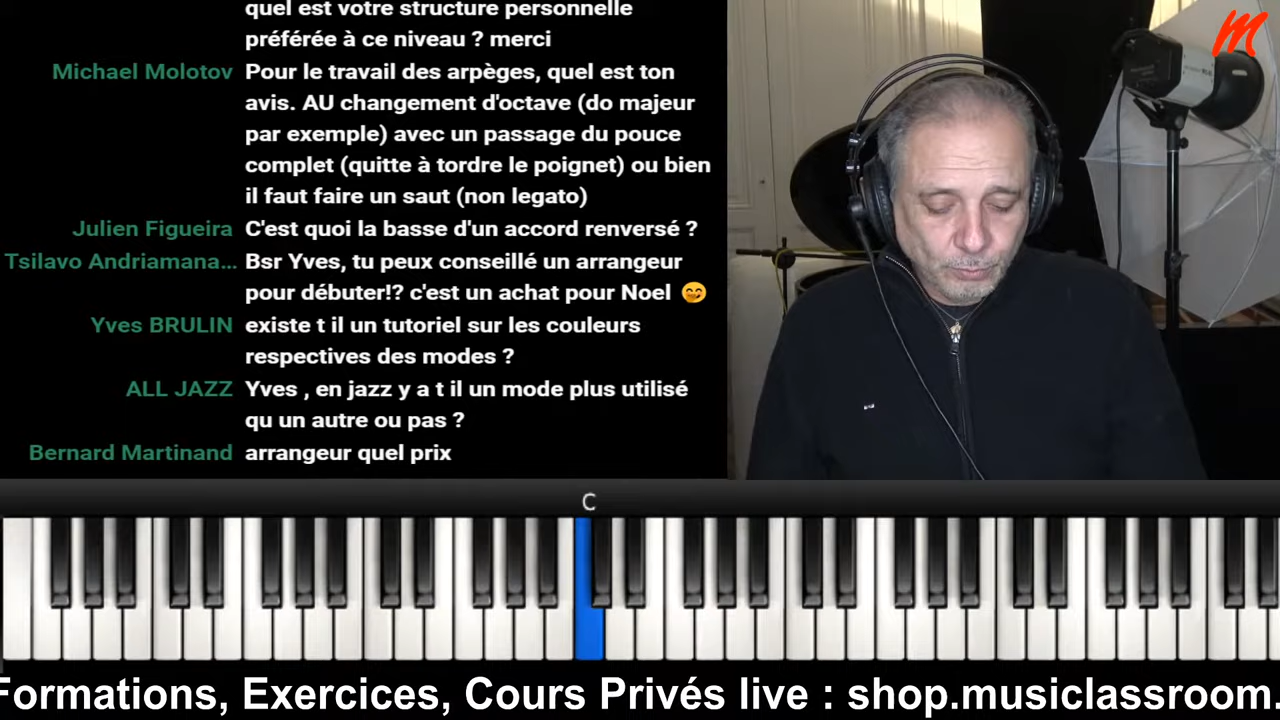 quel est votre structure personnelle
préférée à ce niveau ? merci
Michael Molotov Pour le travail des arpèges, quel est ton
avis. AU changement d'octave (do majeur
par exemple) avec un passage du pouce
complet (quitte à tordre le poignet) ou bien
il faut faire un saut (non legato)
Julien Figueira C'est quoi la basse d'un accord renversé ?
Tsilavo Andriamana... Bsr Yves, tu peux conseillé un arrangeur
pour débuter!? c'est un achat pour Noel 🤭
Yves BRULIN existe t il un tutoriel sur les couleurs
respectives des modes ?
ALL JAZZ Yves , en jazz y a t il un mode plus utilisé
qu un autre ou pas ?
Bernard Martinand arrangeur quel prix
M
C
Formations, Exercices, Cours Privés live : shop.musiclassroom.